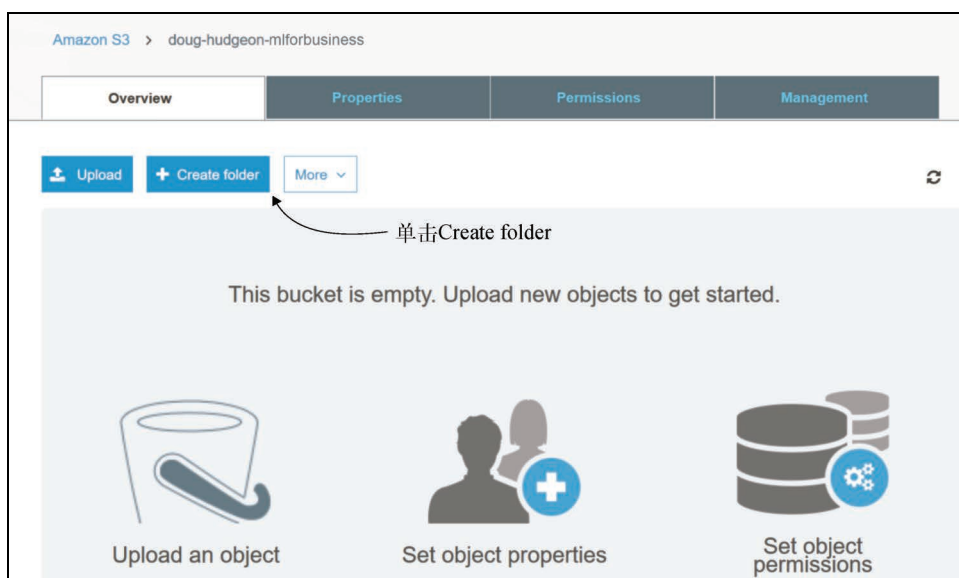 Amazon S3 > doug-hudgeon-mlforbusiness
Overview Properties Permissions Management
Upload Create folder More
单击Create folder
This bucket is empty. Upload new objects to get started.
Upload an object Set object properties Set object permissions